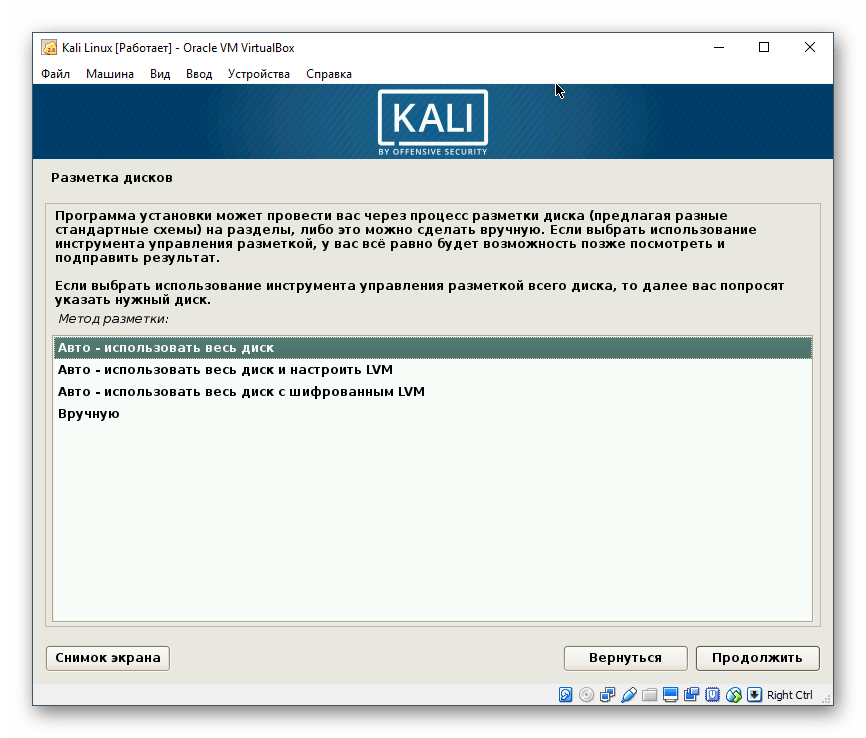 Kali Linux [Работает] - Oracle VM VirtualBox
Файл Машина Вид Ввод Устройства Справка
KALI
BY OFFENSIVE SECURITY
Разметка дисков
Программа установки может провести вас через процесс разметки диска (предлагая разные
стандартные схемы) на разделы, либо это можно сделать вручную. Если выбрать использование
инструмента управления разметкой, у вас всё равно будет возможность позже посмотреть и
подправить результат.
Если выбрать использование инструмента управления разметкой всего диска, то далее вас попросят
указать нужный диск.
Метод разметки:
Авто - использовать весь диск
Авто - использовать весь диск и настроить LVM
Авто - использовать весь диск с шифрованным LVM
Вручную
Снимок экрана Вернуться Продолжить
Right Ctrl